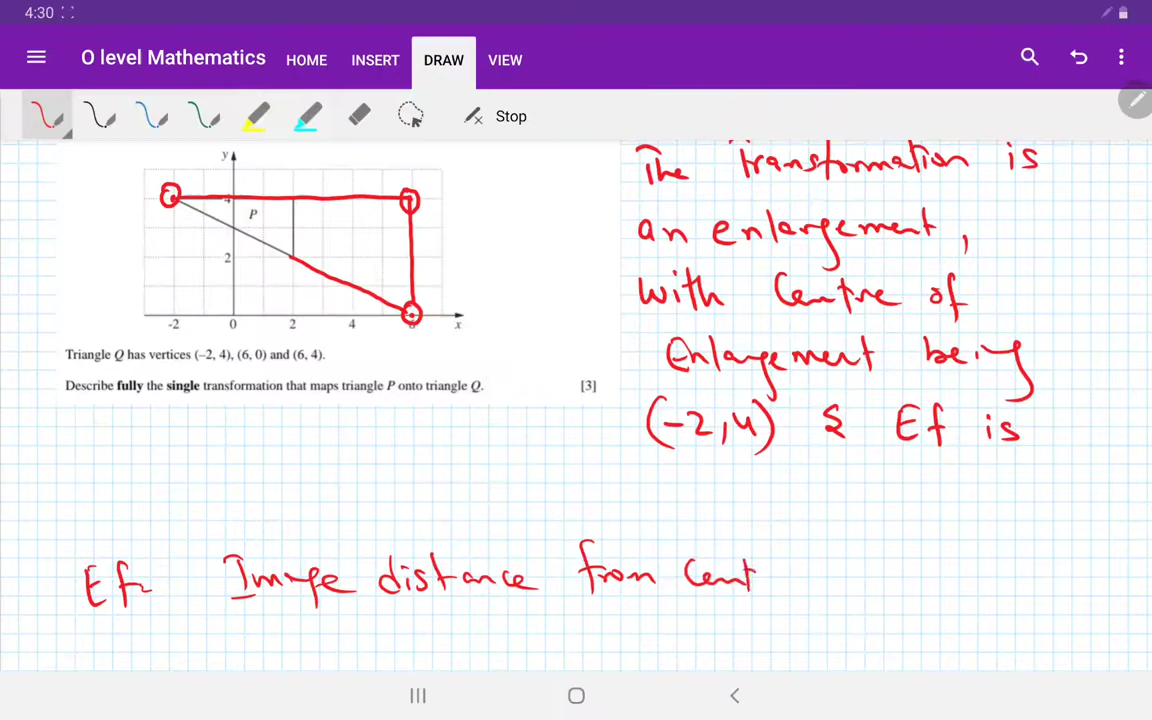 4:30
O level Mathematics HOME INSERT DRAW VIEW
Stop
y
4
P
2
-2 0 2 4 x
Triangle Q has vertices (–2, 4), (6, 0) and (6, 4).
Describe fully the single transformation that maps triangle P onto triangle Q. [3]
The transformation is
an enlargement,
with Centre of
Enlargement being
(-2,4) & Ef is
Ef= Image distance from Cent